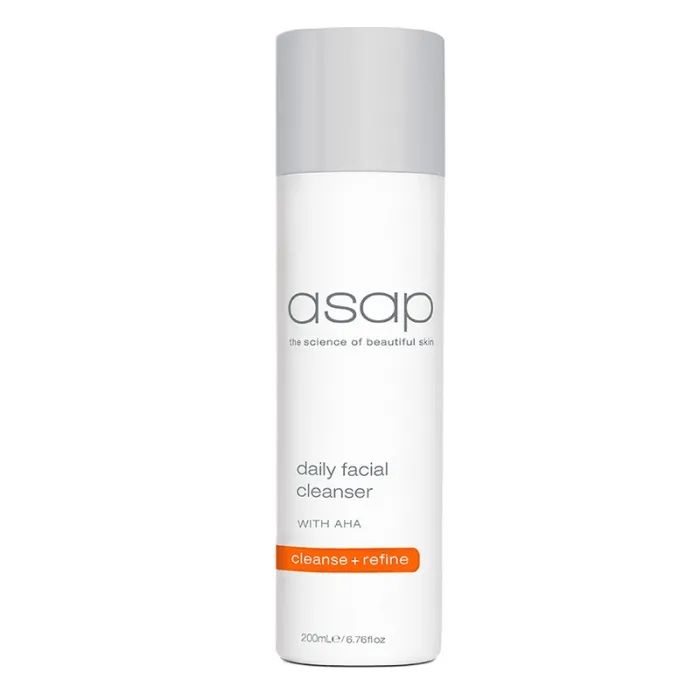 asap
the science of beautiful skin
daily facial
cleanser
WITH AHA
cleanse + refine
200mL℮/6.76floz